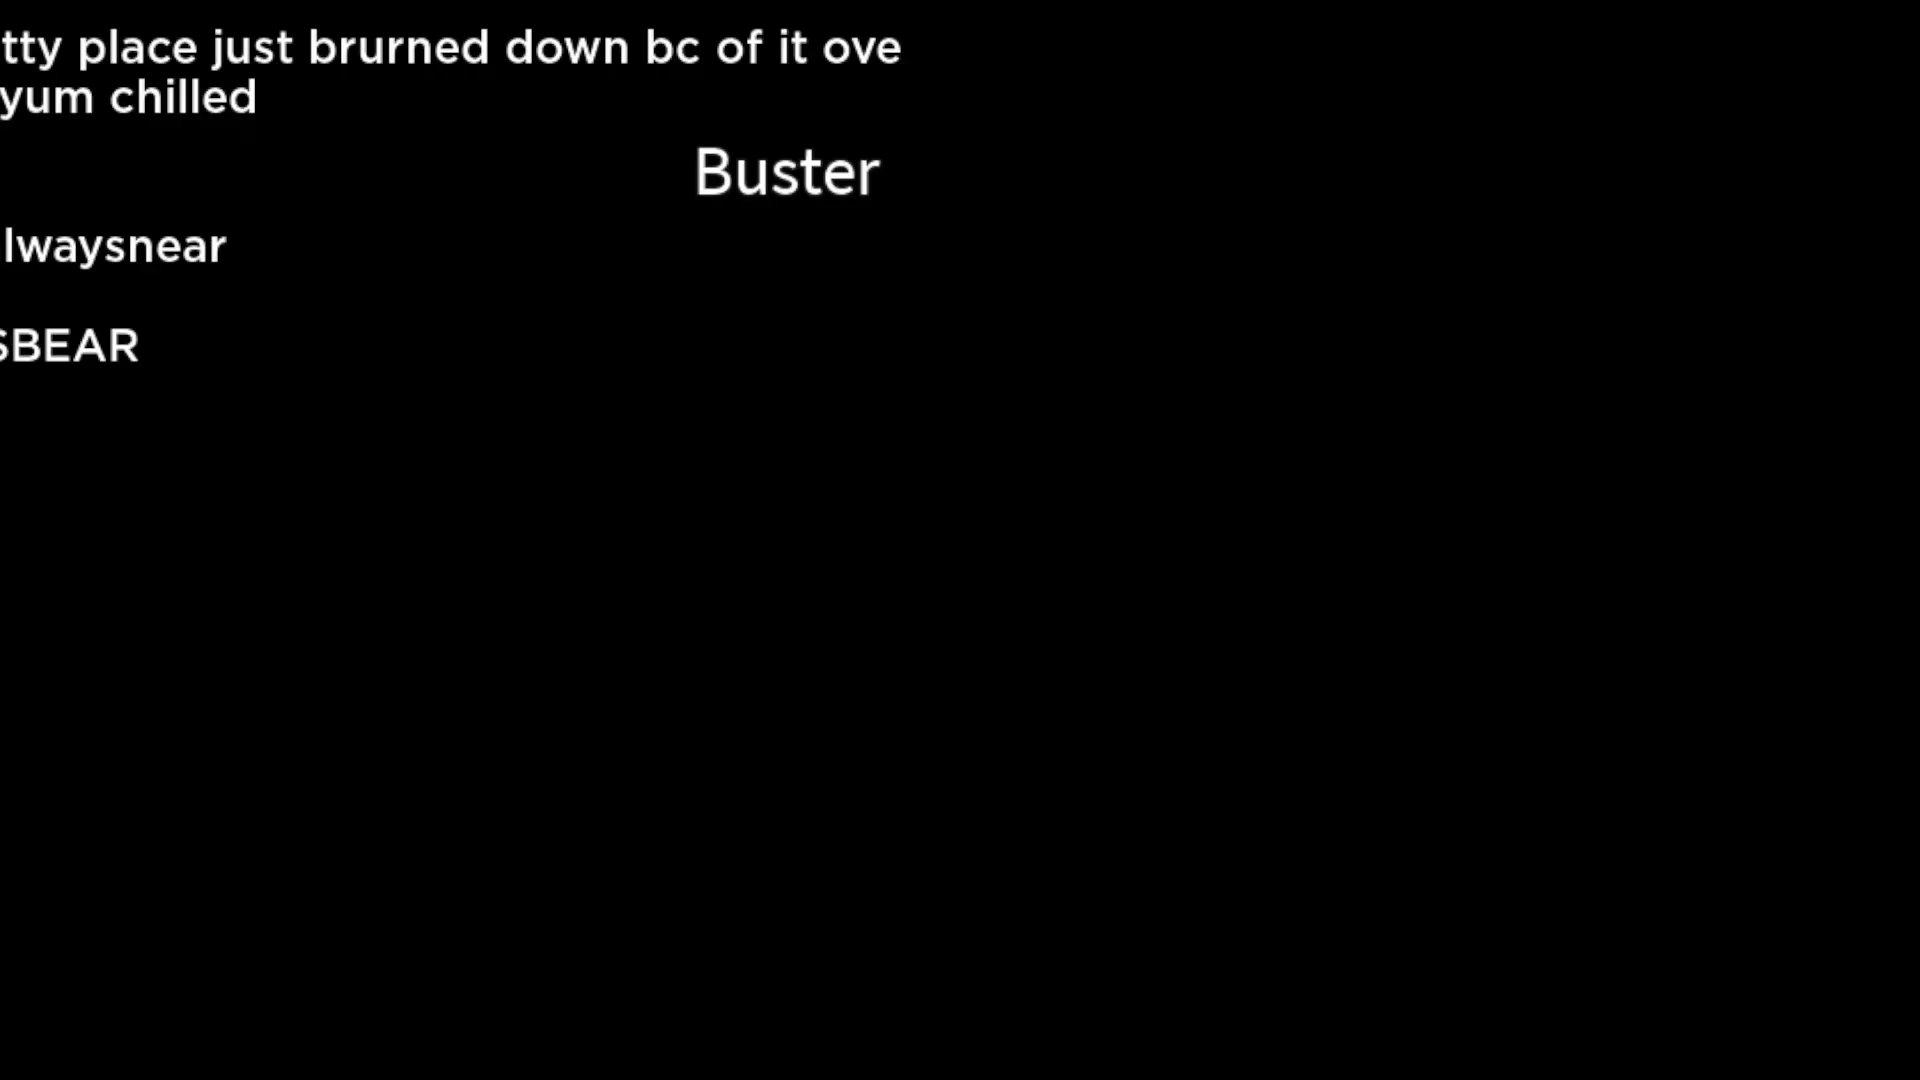 tty place just brurned down bc of it ove
yum chilled
Buster
lwaysnear
SBEAR